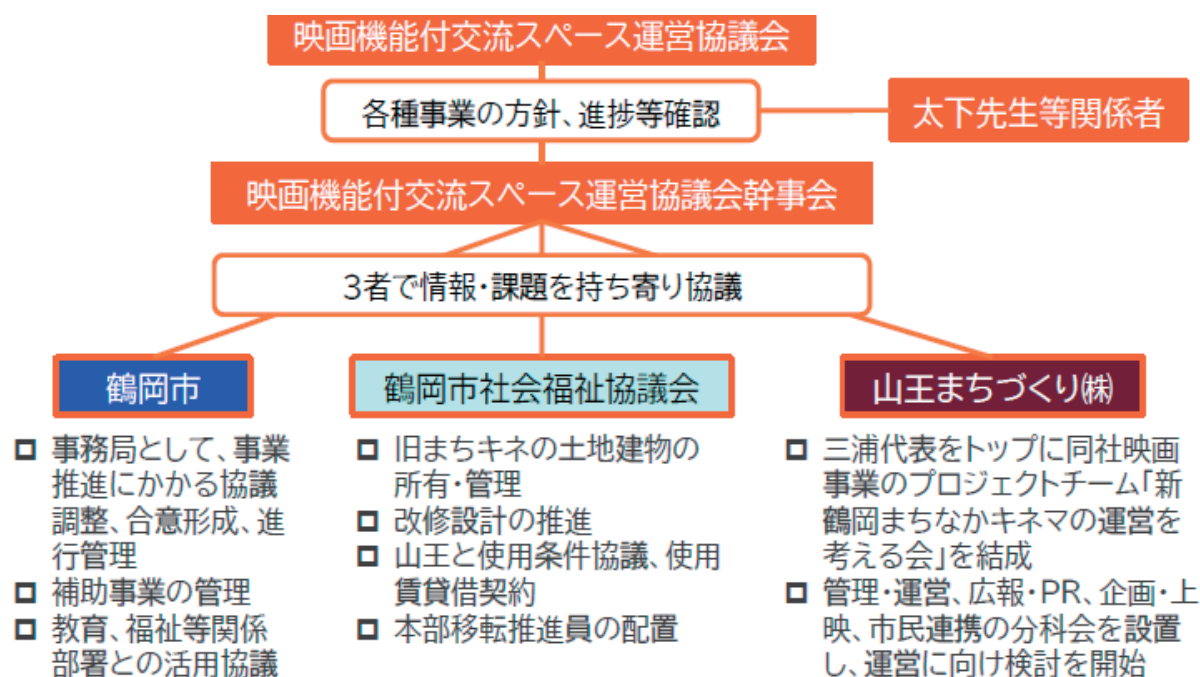 映画機能付交流スペース運営協議会
各種事業の方針、進捗等確認
太下先生等関係者
映画機能付交流スペース運営協議会幹事会
3者で情報・課題を持ち寄り協議
鶴岡市
事務局として、事業
推進にかかる協議
調整、合意形成、進
行管理
補助事業の管理
教育、福祉等関係
部署との活用協議
鶴岡市社会福祉協議会
旧まちキネの土地建物の
所有・管理
改修設計の推進
山王と使用条件協議、使用
賃貸借契約
本部移転推進員の配置
山王まちづくり㈱
三浦代表をトップに同社映画
事業のプロジェクトチーム「新
鶴岡まちなかキネマの運営を
考える会」を結成
管理・運営、広報・PR、企画・上
映、市民連携の分科会を設置
し、運営に向け検討を開始